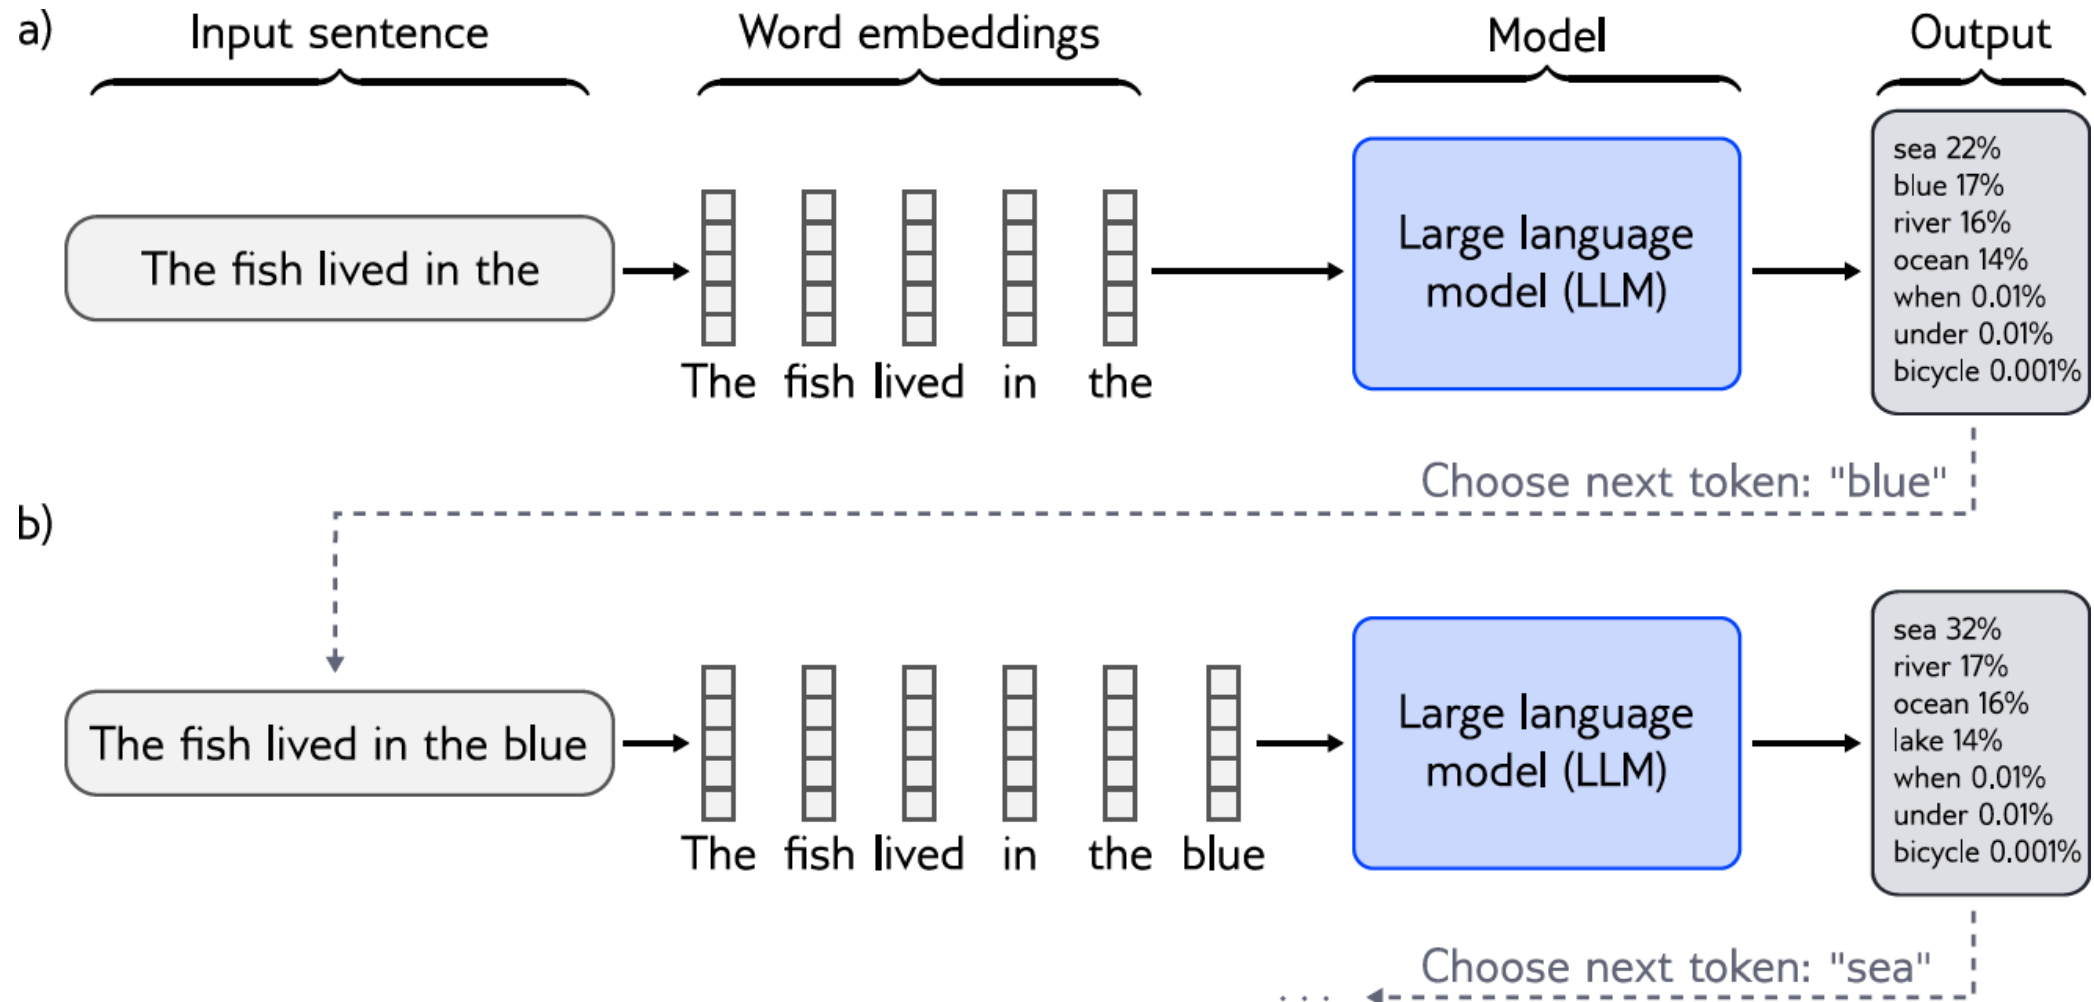 a)
Input sentence
Word embeddings
Model
Output
The fish lived in the
The fish lived in the
Large language
model (LLM)
sea 22%
blue 17%
river 16%
ocean 14%
when 0.01%
under 0.01%
bicycle 0.001%
Choose next token: "blue"
b)
The fish lived in the blue
The fish lived in the blue
Large language
model (LLM)
sea 32%
river 17%
ocean 16%
lake 14%
when 0.01%
under 0.01%
bicycle 0.001%
Choose next token: "sea"
. . .